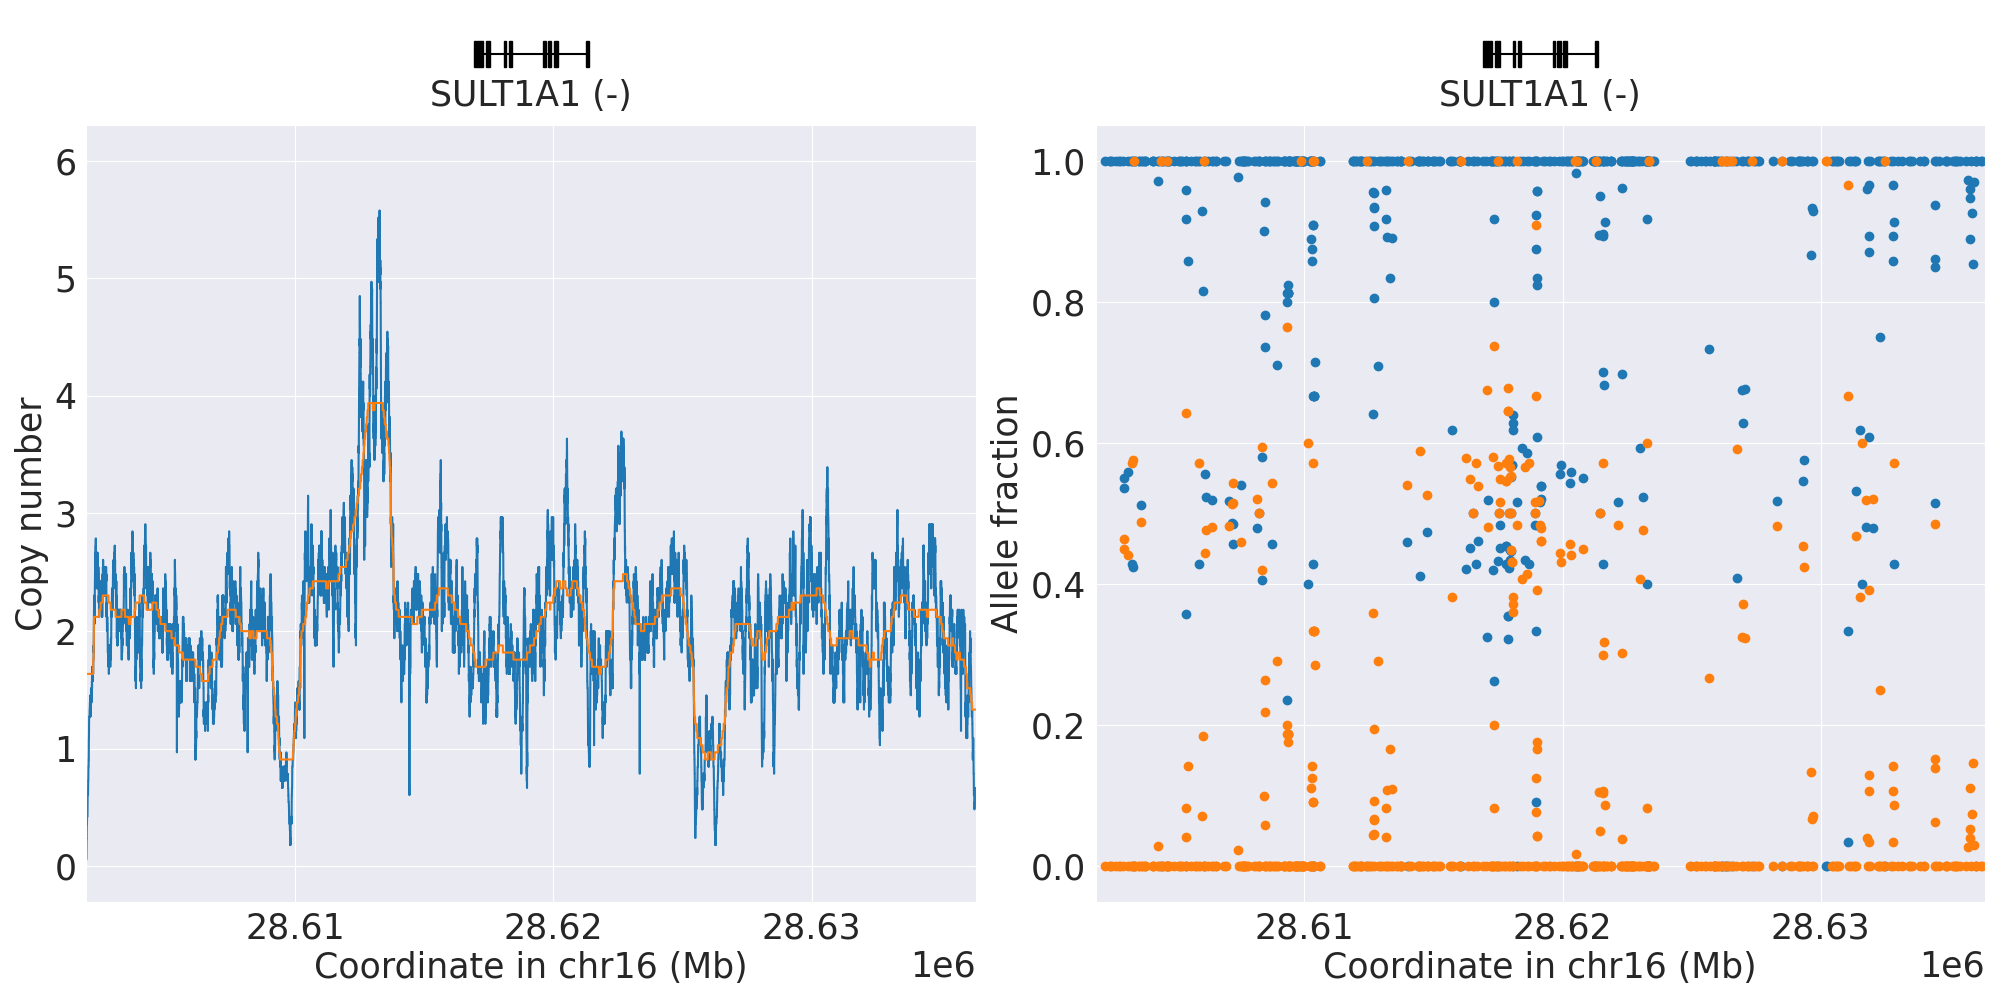 SULT1A1 (-)
Copy number
6
5
4
3
2
1
0
28.61
28.62
28.63
Coordinate in chr16 (Mb)
1e6
SULT1A1 (-)
Allele fraction
1.0
0.8
0.6
0.4
0.2
0.0
28.61
28.62
28.63
Coordinate in chr16 (Mb)
1e6